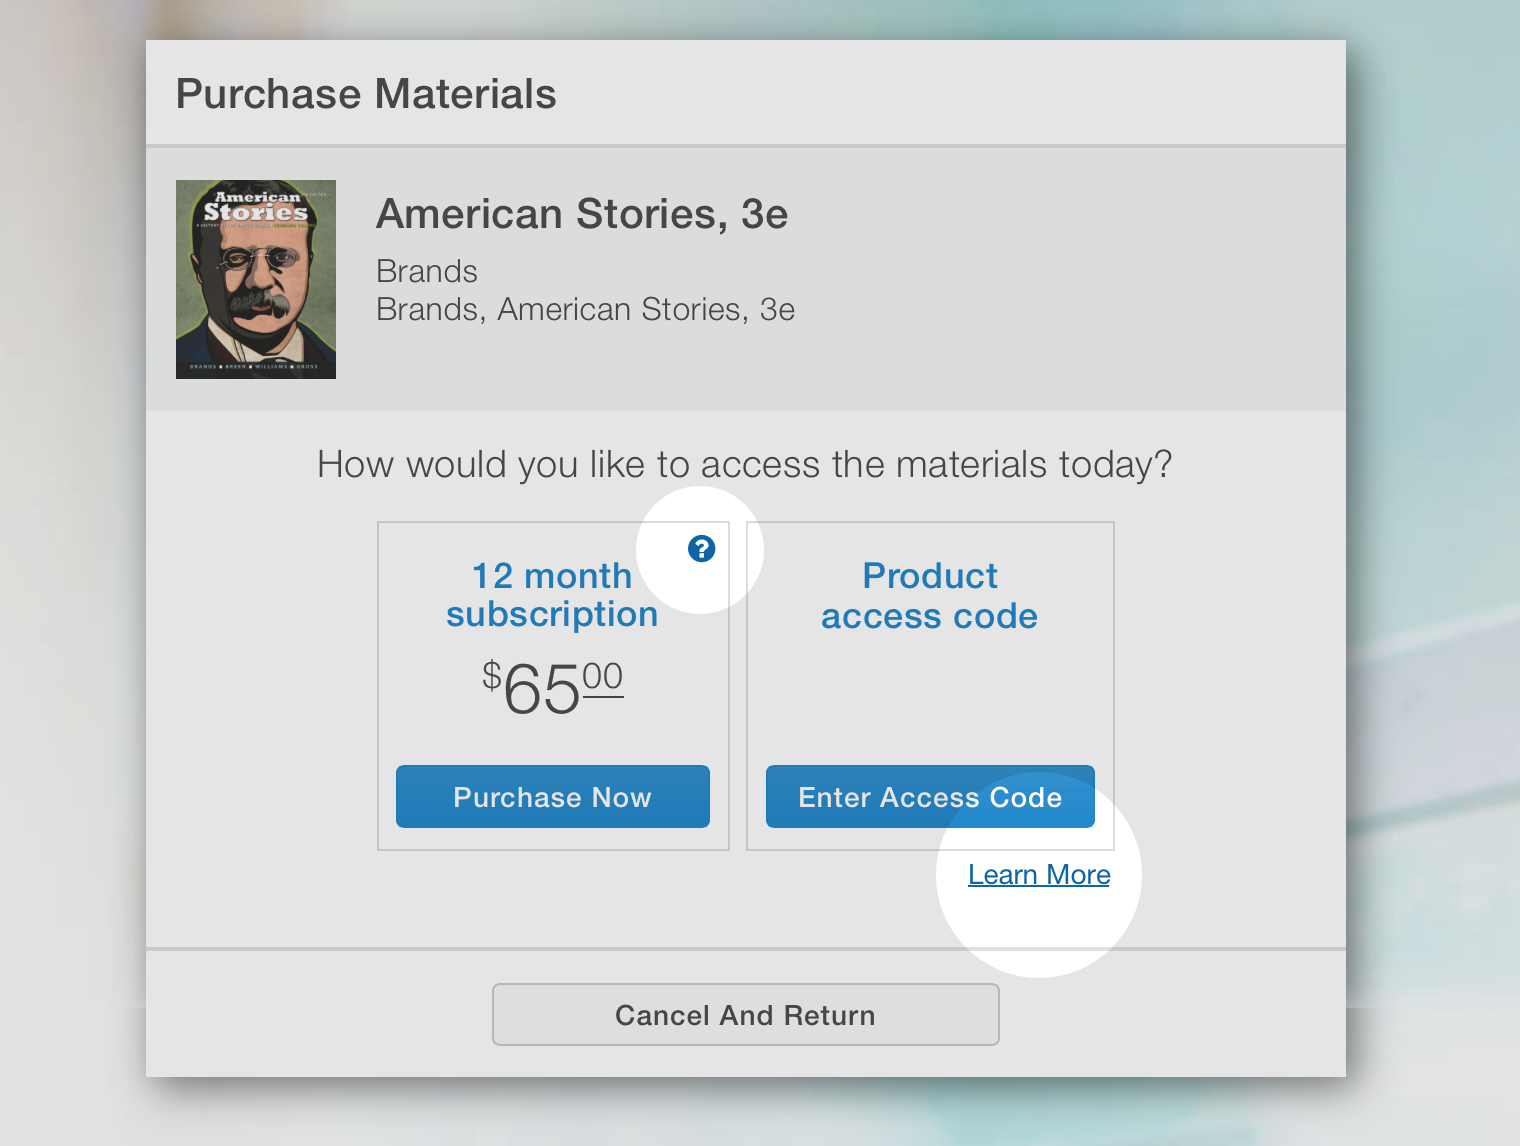 Purchase Materials
American
Stories
BRANDS ■ BREEN ■ WILLIAMS ■ GROSS
American Stories, 3e
Brands
Brands, American Stories, 3e
How would you like to access the materials today?
?
12 month
subscription
$6500
Purchase Now
Product
access code
Enter Access Code
Learn More
Cancel And Return